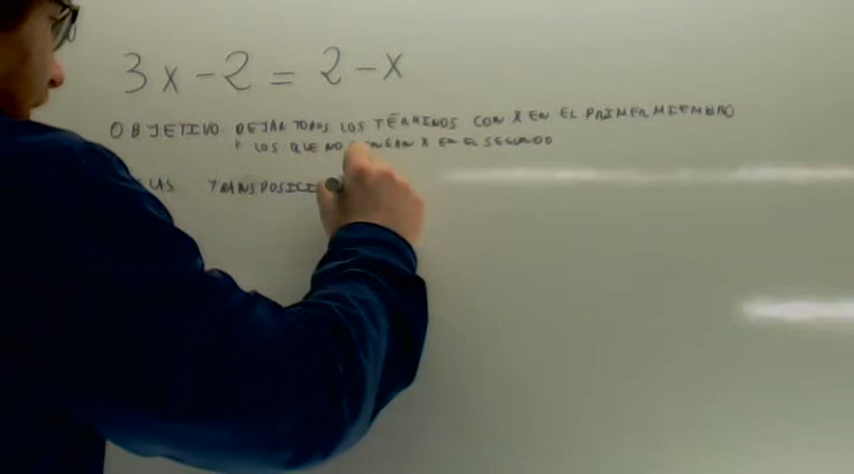 3x - 2 = 2 - x
OBJETIVO DEJAR TODOS LOS TÉRMINOS CON X EN EL PRIMER MIEMBRO
Y LOS QUE NO TENGAN X EN EL SEGUNDO
TRANSPOSICI